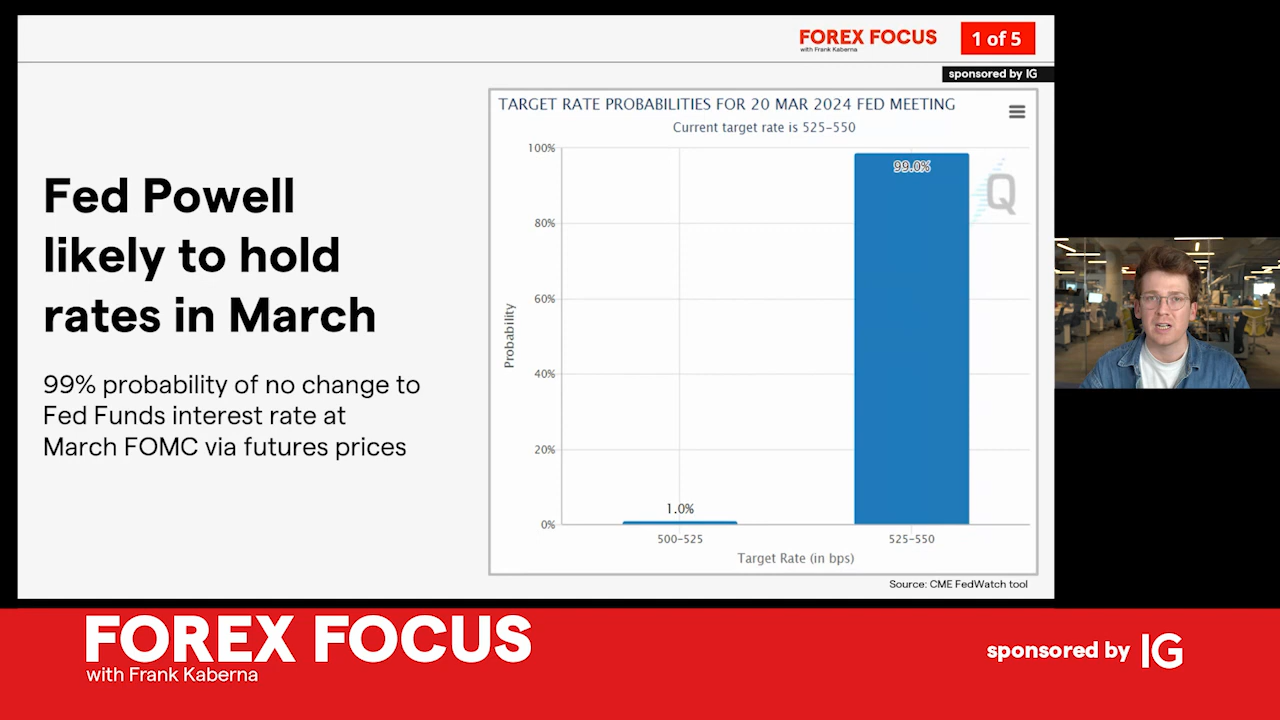 FOREX FOCUS
with Frank Kaberna
1 of 5
sponsored by IG
Fed Powell
likely to hold
rates in March
99% probability of no change to
Fed Funds interest rate at
March FOMC via futures prices
TARGET RATE PROBABILITIES FOR 20 MAR 2024 FED MEETING
Current target rate is 525–550
100%
80%
60%
40%
20%
0%
Probability
1.0%
99.0%
Q
500–525
525–550
Target Rate (in bps)
Source: CME FedWatch tool
FOREX FOCUS
with Frank Kaberna
sponsored by IG